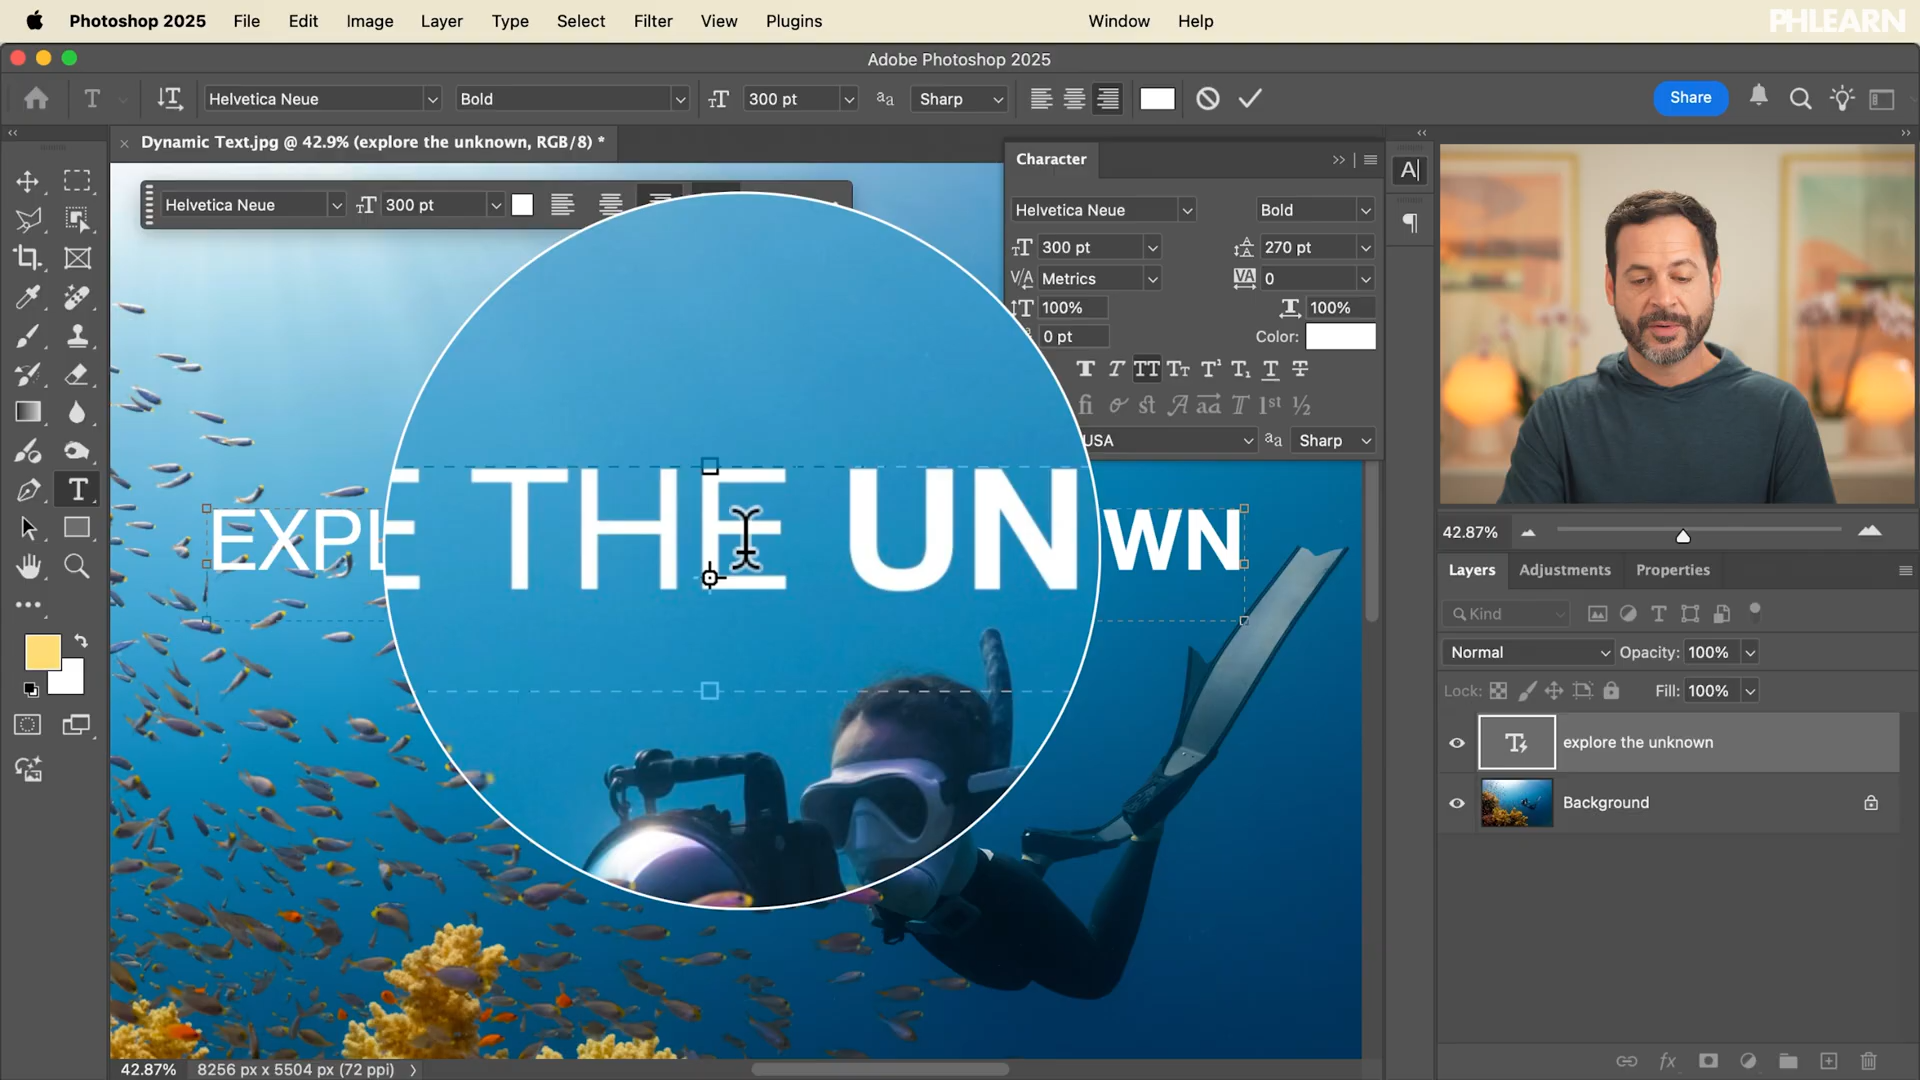 Photoshop 2025 File Edit Image Layer Type Select Filter View Plugins Window Help PHLEARN
Adobe Photoshop 2025
Helvetica Neue Bold 300 pt Sharp Share
Dynamic Text.jpg @ 42.9% (explore the unknown, RGB/8) *
Helvetica Neue 300 pt
Character
Helvetica Neue Bold
300 pt 270 pt
Metrics 0
100% 100%
0 pt Color:
USA Sharp
EXPL E THE UN WN
42.87%
Layers Adjustments Properties
Kind
Normal Opacity: 100%
Lock: Fill: 100%
explore the unknown
Background
42.87% 8256 px x 5504 px (72 ppi)